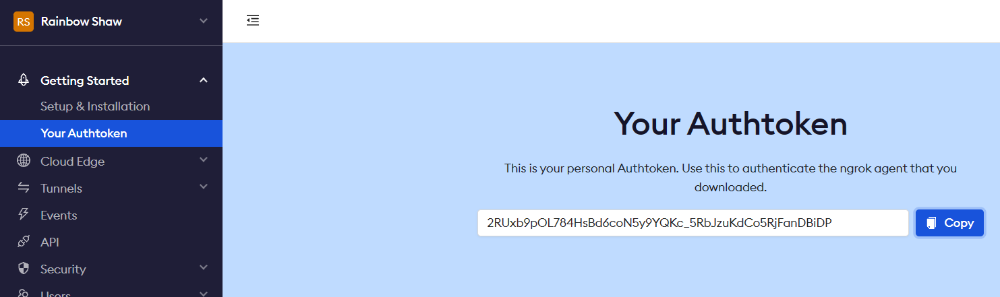 RS Rainbow Shaw
Getting Started
Setup & Installation
Your Authtoken
Cloud Edge
Tunnels
Events
API
Security
Users
Your Authtoken
This is your personal Authtoken. Use this to authenticate the ngrok agent that you
downloaded.
2RUxb9pOL784HsBd6coN5y9YQKc_5RbJzuKdCo5RjFanDBiDP Copy